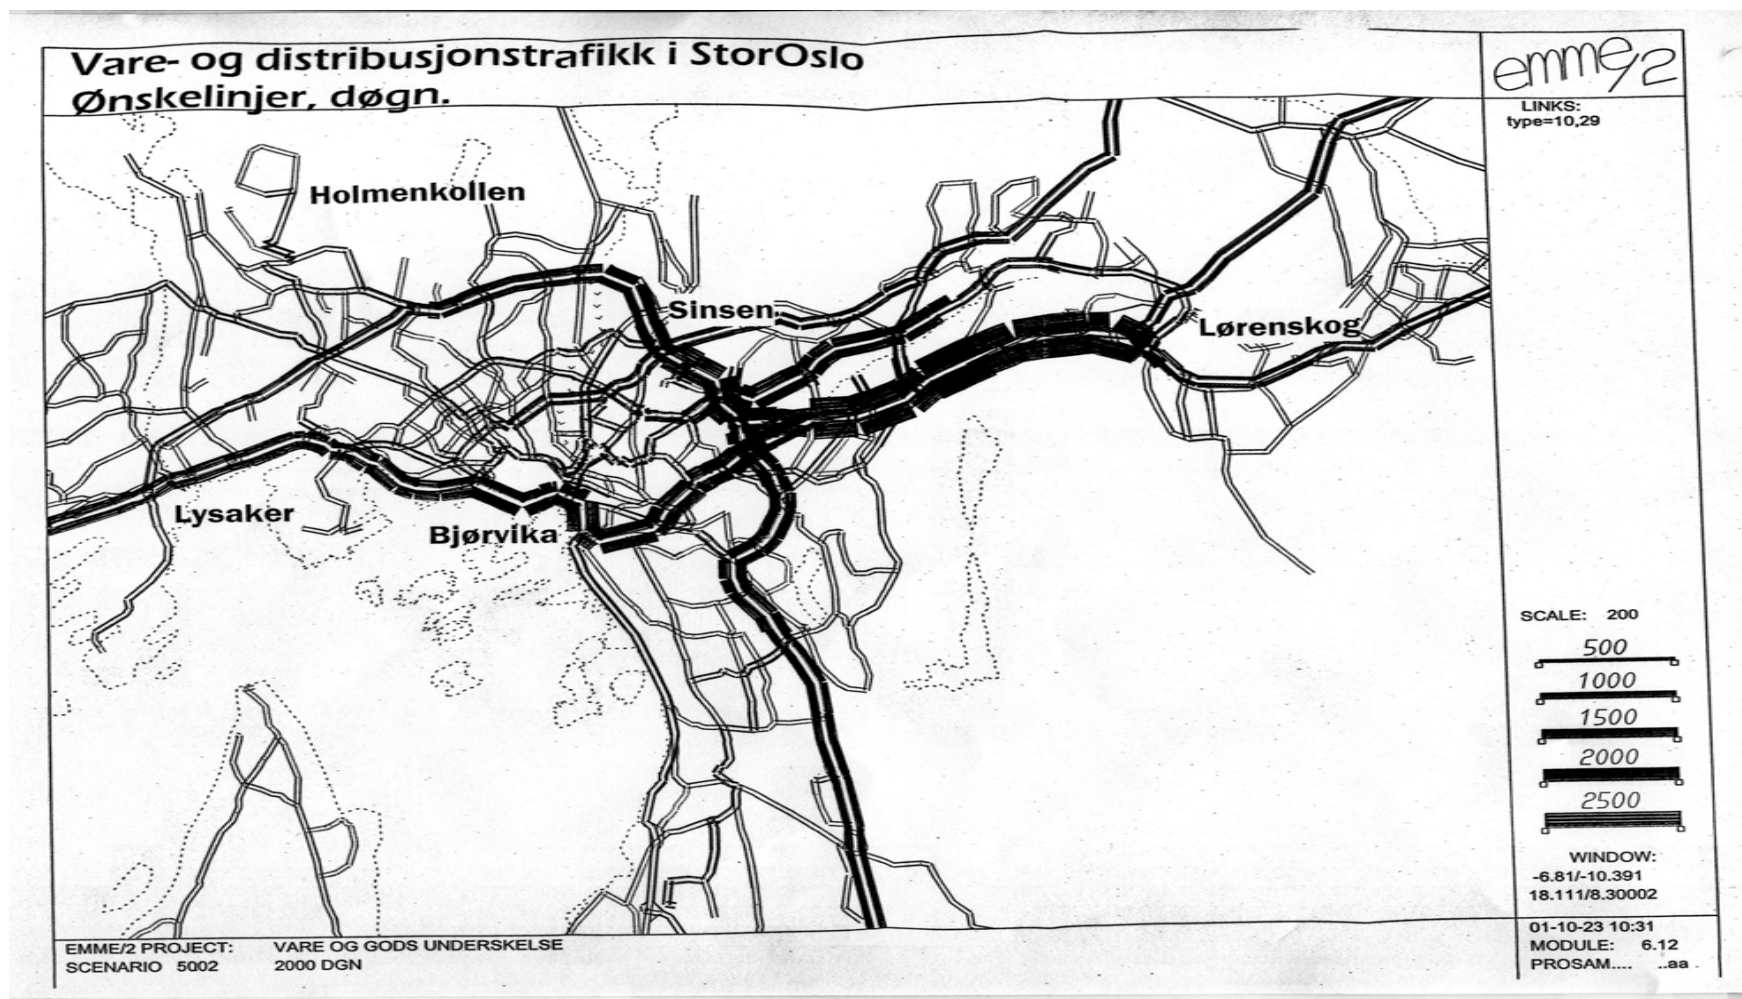 Vare- og distribusjonstrafikk i StorOslo
Ønskelinjer, døgn.
emme/2
LINKS:
type=10,29
Holmenkollen
Sinsen
Lørenskog
Lysaker
Bjørvika
SCALE: 200
500
1000
1500
2000
2500
WINDOW:
-6.81/-10.391
18.111/8.30002
EMME/2 PROJECT: VARE OG GODS UNDERSKELSE
SCENARIO 5002 2000 DGN
01-10-23 10:31
MODULE: 6.12
PROSAM.... ..aa